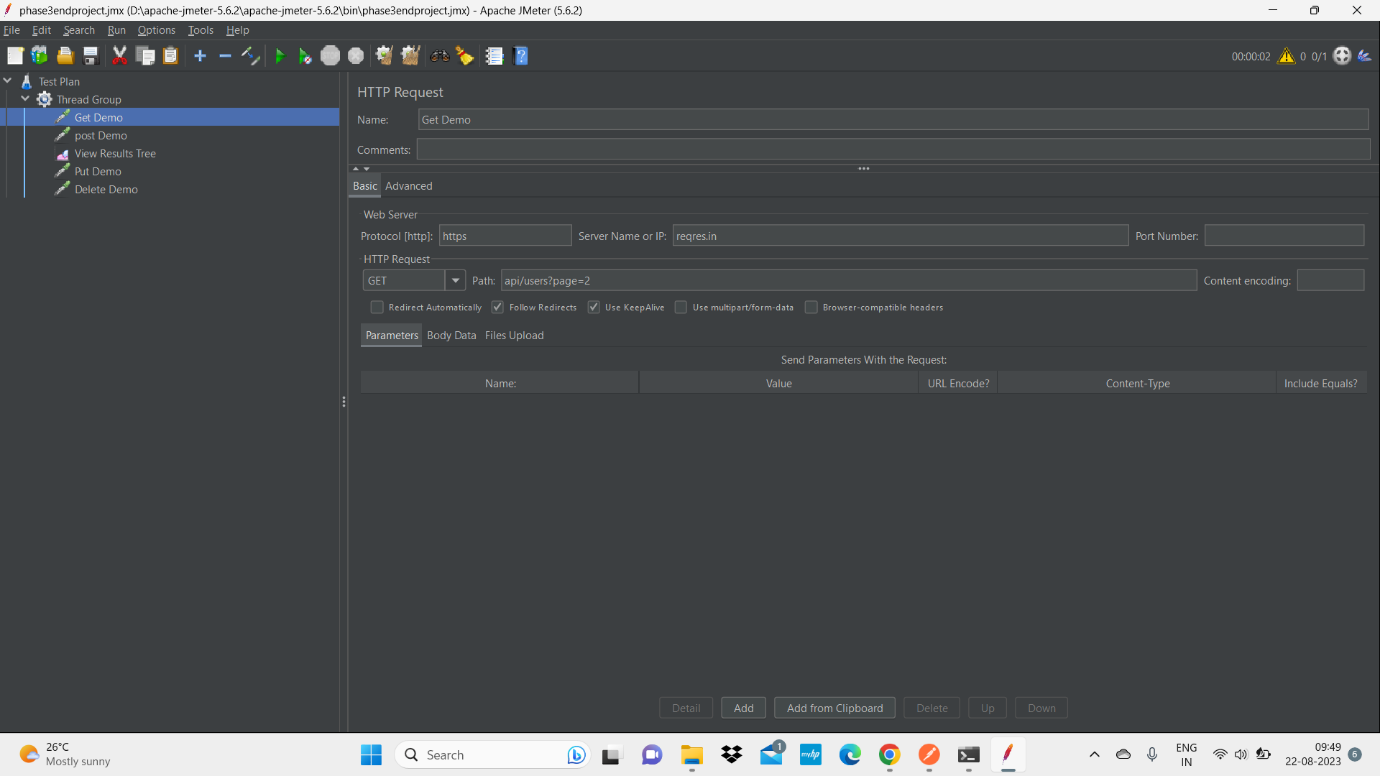 phase3endproject.jmx (D:\apache-jmeter-5.6.2\apache-jmeter-5.6.2\bin\phase3endproject.jmx) - Apache JMeter (5.6.2)
File Edit Search Run Options Tools Help
00:00:02 0 0/1
Test Plan
Thread Group
Get Demo
post Demo
View Results Tree
Put Demo
Delete Demo
HTTP Request
Name: Get Demo
Comments:
Basic Advanced
Web Server
Protocol [http]: https Server Name or IP: reqres.in Port Number:
HTTP Request
GET Path: api/users?page=2 Content encoding:
Redirect Automatically Follow Redirects Use KeepAlive Use multipart/form-data Browser-compatible headers
Parameters Body Data Files Upload
Send Parameters With the Request:
Name: Value URL Encode? Content-Type Include Equals?
Detail Add Add from Clipboard Delete Up Down
26°C
Mostly sunny
Search
1
myhp
ENG
IN
09:49
22-08-2023
6